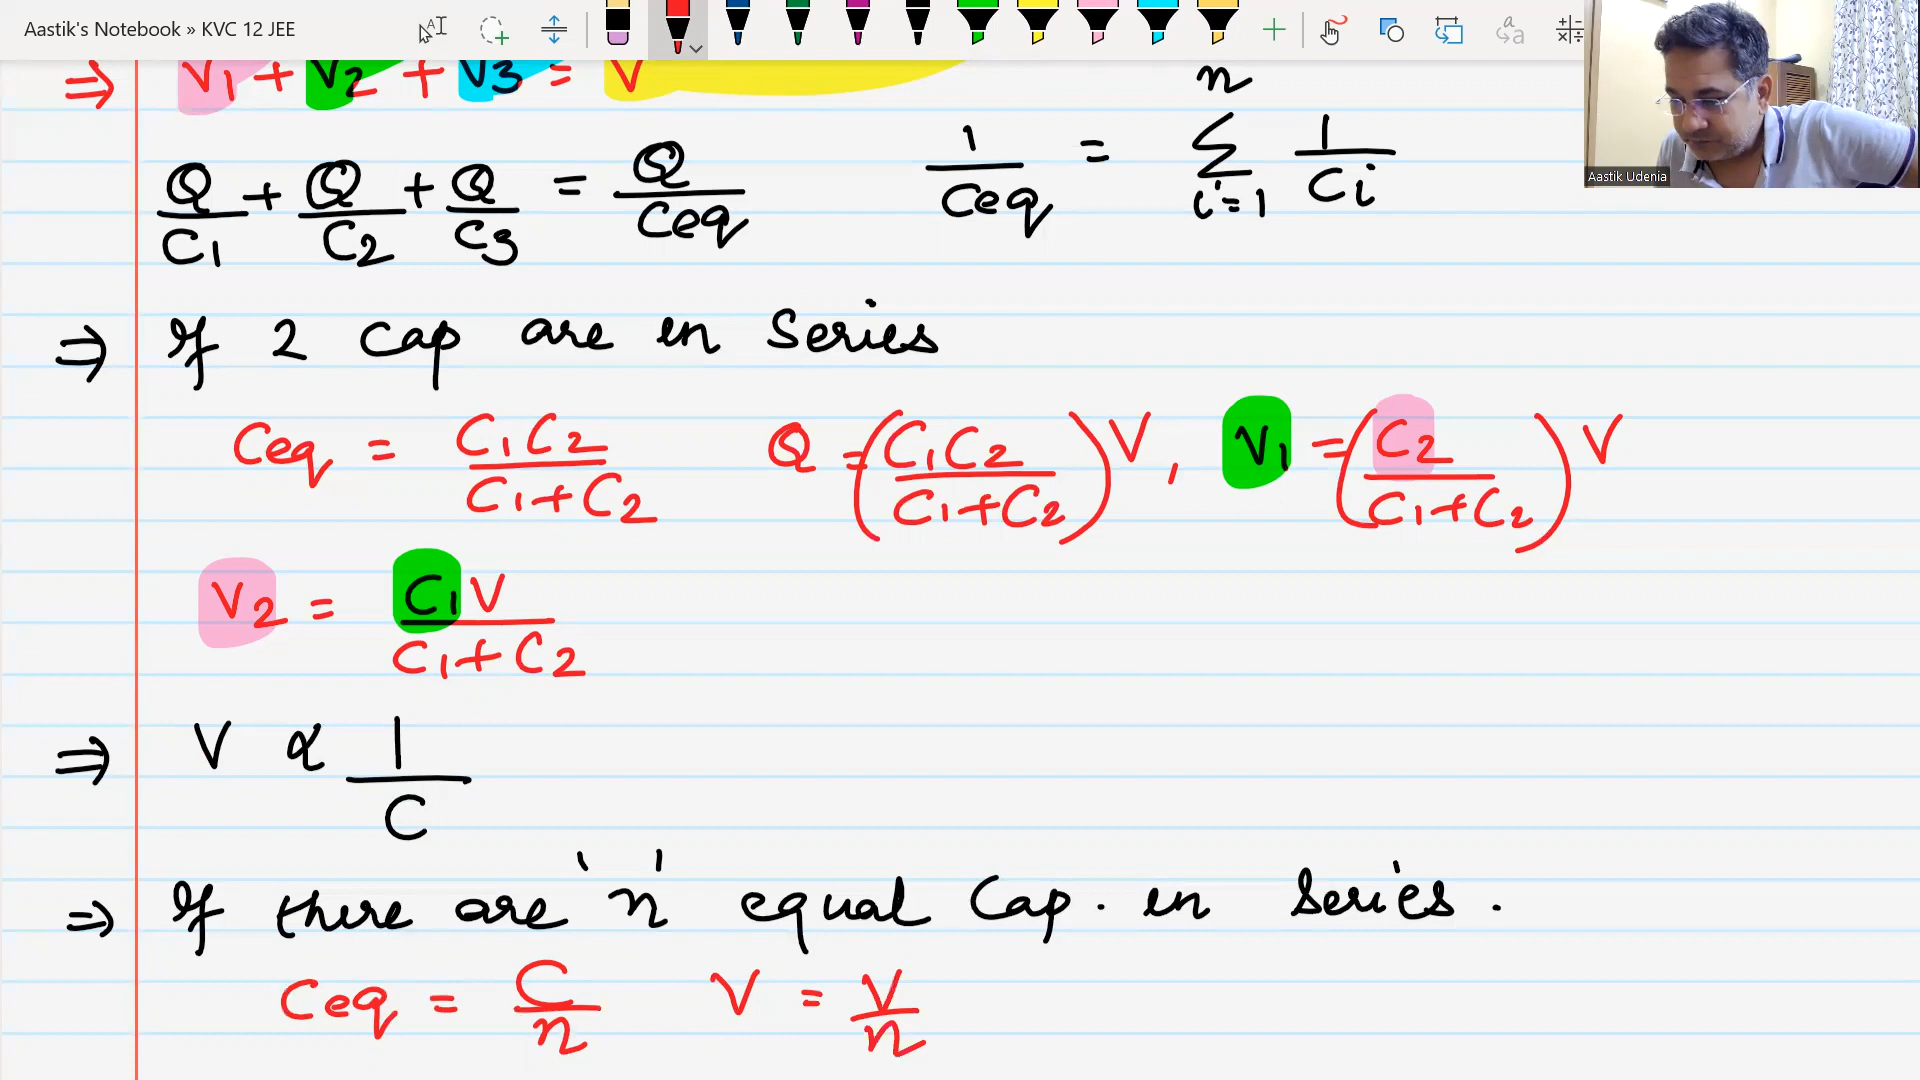 Aastik's Notebook » KVC 12 JEE
⇒ V1 + V2 + V3 = V
Q/C1 + Q/C2 + Q/C3 = Q/Ceq
1/Ceq = n Σ i=1 1/Ci
Aastik Udenia
⇒ If 2 Cap are in Series
Ceq = C1C2/C1+C2 Q = (C1C2/C1+C2) V, V1 = (C2/C1+C2) V
V2 = C1V/C1+C2
⇒ V ∝ 1/C
⇒ If there are 'n' equal Cap. in Series.
Ceq = C/n V = V/n